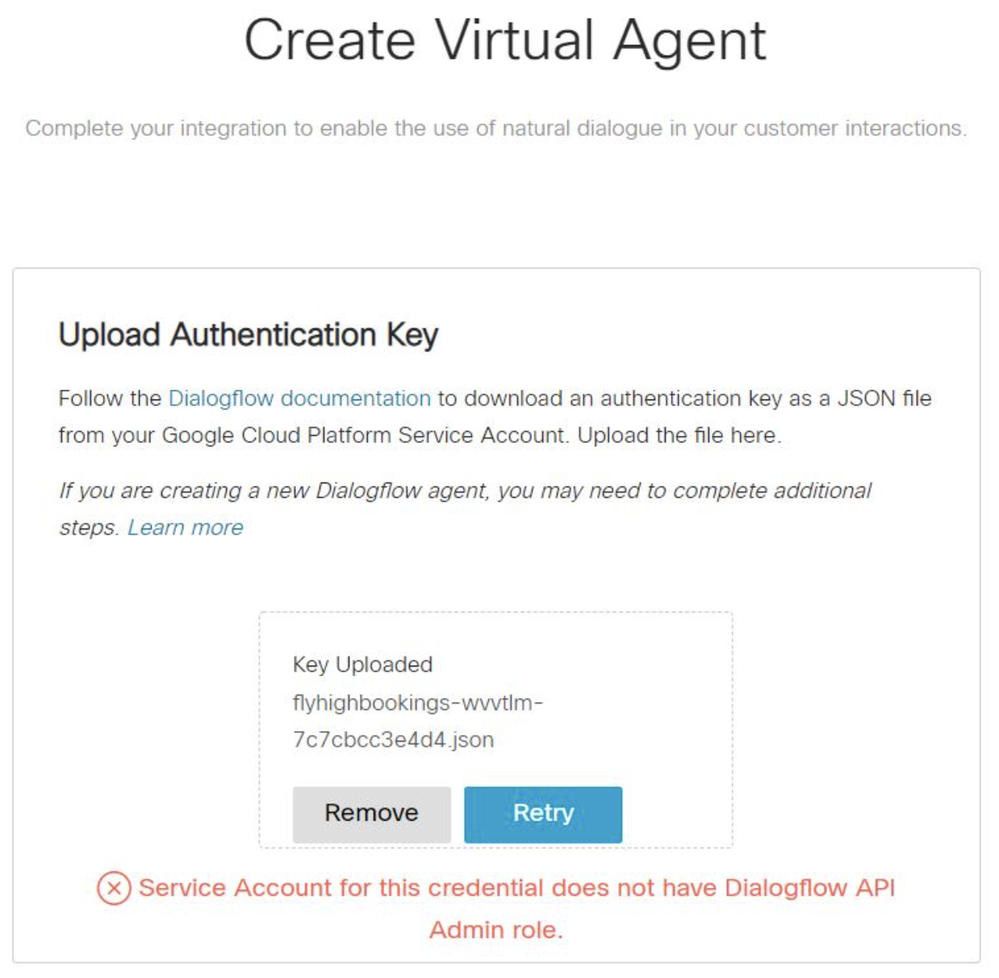 Create Virtual Agent
Complete your integration to enable the use of natural dialogue in your customer interactions.
Upload Authentication Key
Follow the Dialogflow documentation to download an authentication key as a JSON file
from your Google Cloud Platform Service Account. Upload the file here.
If you are creating a new Dialogflow agent, you may need to complete additional
steps. Learn more
Key Uploaded
flyhighbookings-wvvtlm-
7c7cbcc3e4d4.json
Remove Retry
Service Account for this credential does not have Dialogflow API
Admin role.